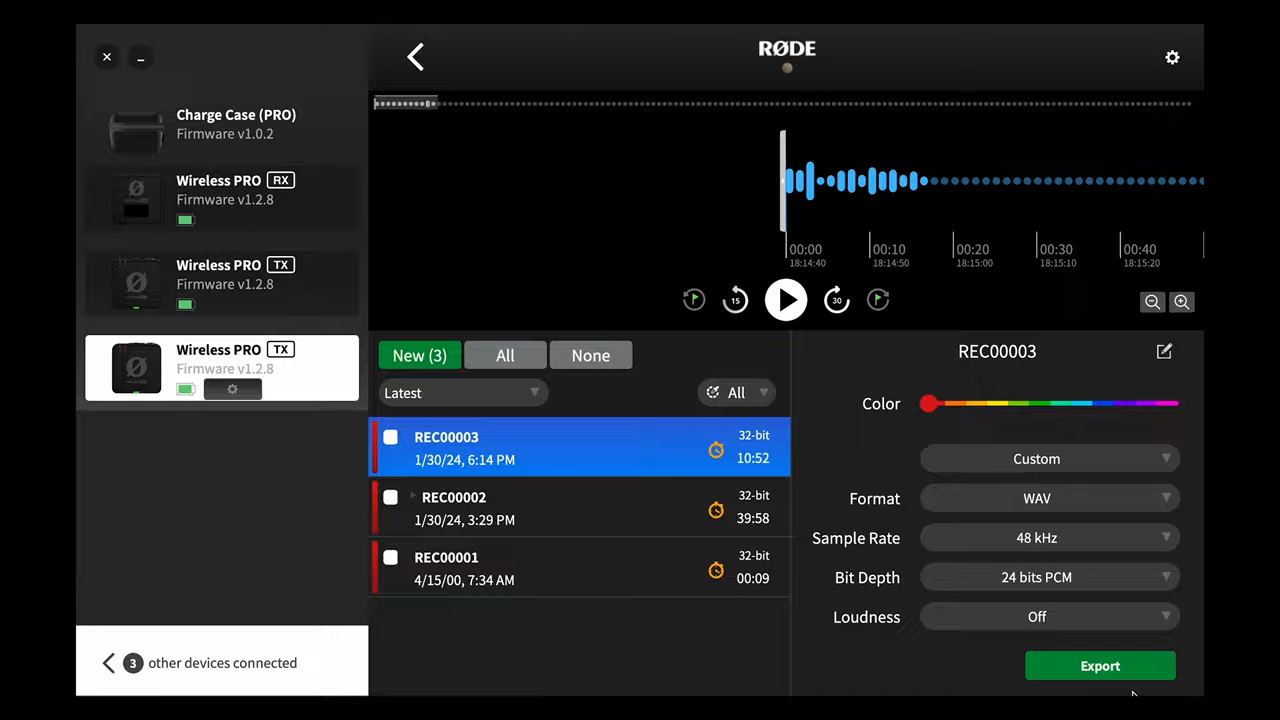 RØDE
Charge Case (PRO)
Firmware v1.0.2
Wireless PRO RX
Firmware v1.2.8
Wireless PRO TX
Firmware v1.2.8
Wireless PRO TX
Firmware v1.2.8
3 other devices connected
00:00 00:10 00:20 00:30 00:40
18:14:40 18:14:50 18:15:00 18:15:10 18:15:20
15 30
New (3) All None
Latest All
REC00003 32-bit
1/30/24, 6:14 PM 10:52
REC00002 32-bit
1/30/24, 3:29 PM 39:58
REC00001 32-bit
4/15/00, 7:34 AM 00:09
REC00003
Color
Custom
Format WAV
Sample Rate 48 kHz
Bit Depth 24 bits PCM
Loudness Off
Export